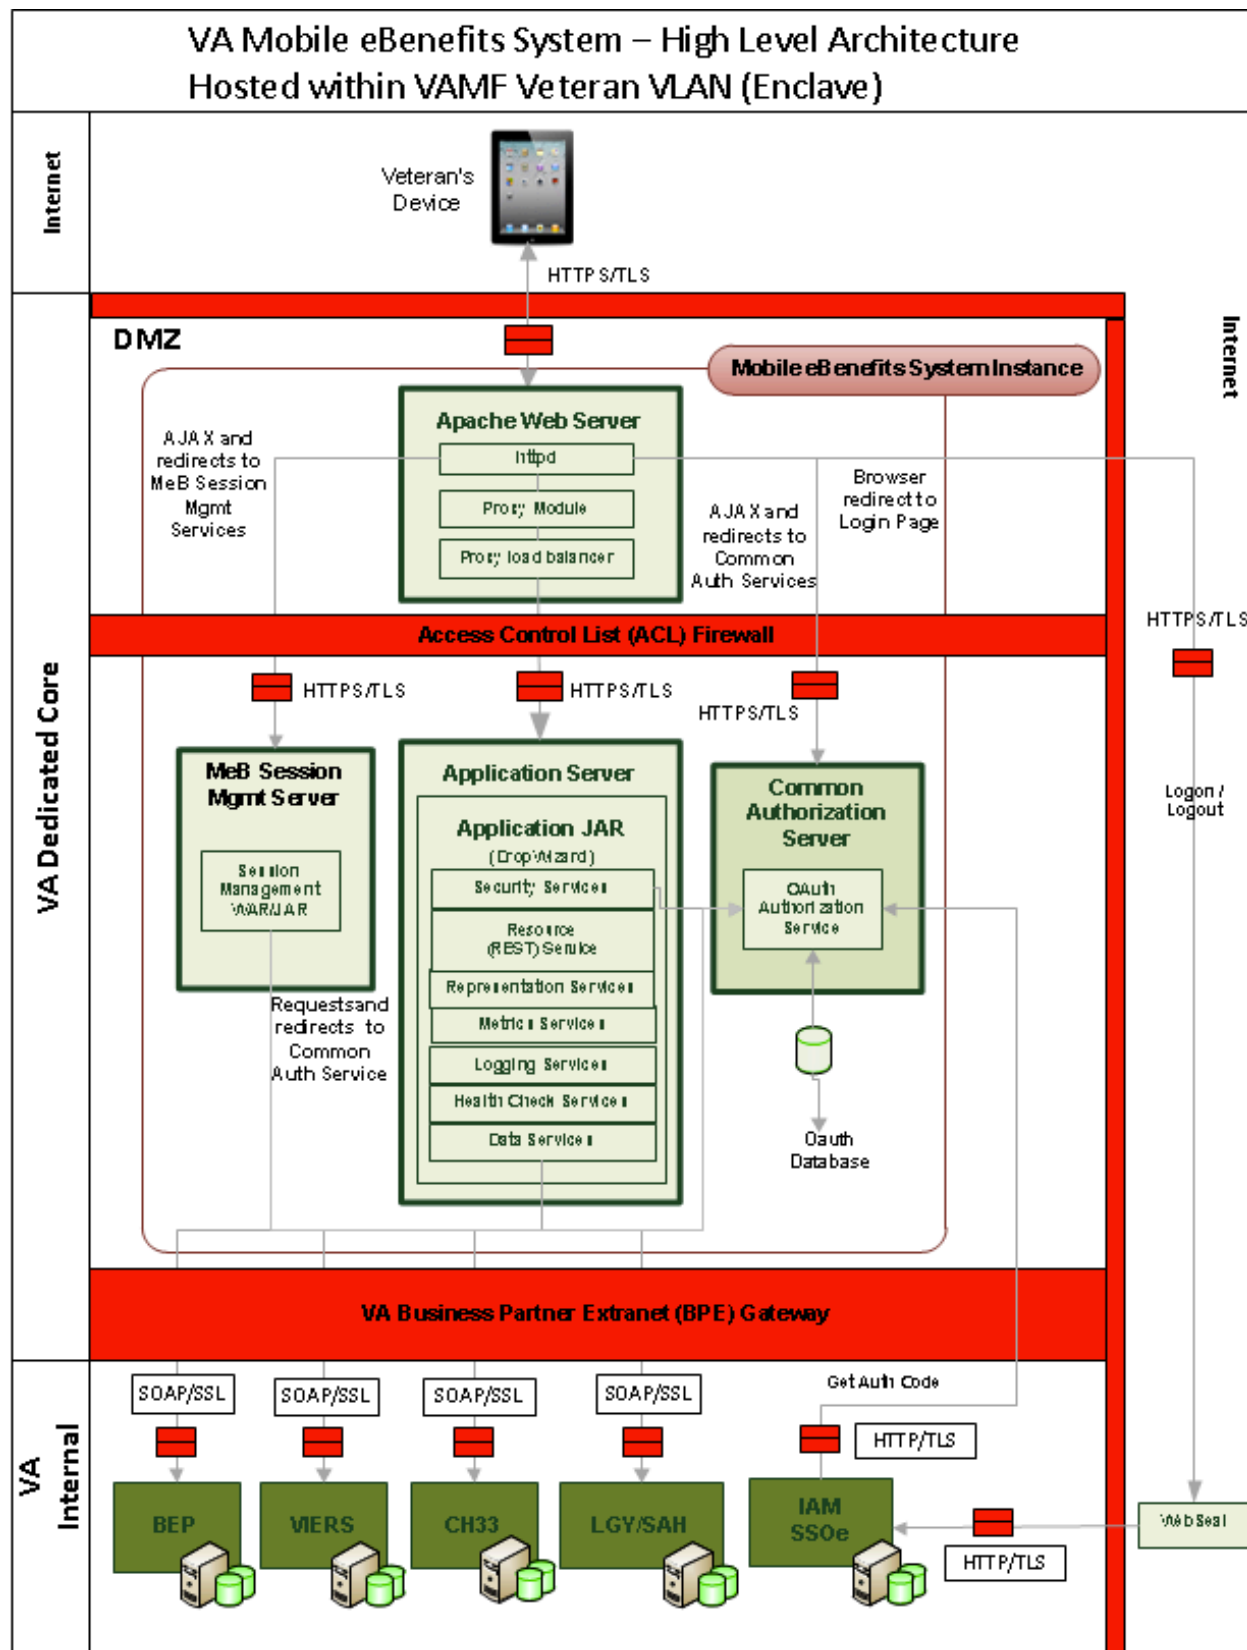 VA Mobile eBenefits System – High Level Architecture
Hosted within VAMF Veteran VLAN (Enclave)
Internet
Veteran's
Device
HTTPS/TLS
VA Dedicated Core
DMZ
Mobile eBenefits System Instance
Internet
Apache Web Server
httpd
Proxy Module
Proxy load balancer
AJAX and
redirects to
MeB Session
Mgmt
Services
AJAX and
redirects to
Common
Auth Services
Browser
redirect to
Login Page
Access Control List (ACL) Firewall
HTTPS/TLS
HTTPS/TLS
HTTPS/TLS
HTTPS/TLS
MeB Session
Mgmt Server
Session
Management
WAR/JAR
Application Server
Application JAR
(DropWizard)
Security Services
Resource
(REST) Service
Representation Services
Metrics Services
Logging Services
Health Check Services
Data Services
Common
Authorization
Server
OAuth
Authorization
Service
Logon /
Logout
Requests and
redirects to
Common
Auth Service
Oauth
Database
VA Business Partner Extranet (BPE) Gateway
VA
Internal
SOAP/SSL
SOAP/SSL
SOAP/SSL
SOAP/SSL
Get Auth Code
HTTP/TLS
BEP
VIERS
CH33
LGY/SAH
IAM
SSOe
HTTP/TLS
WebSeal